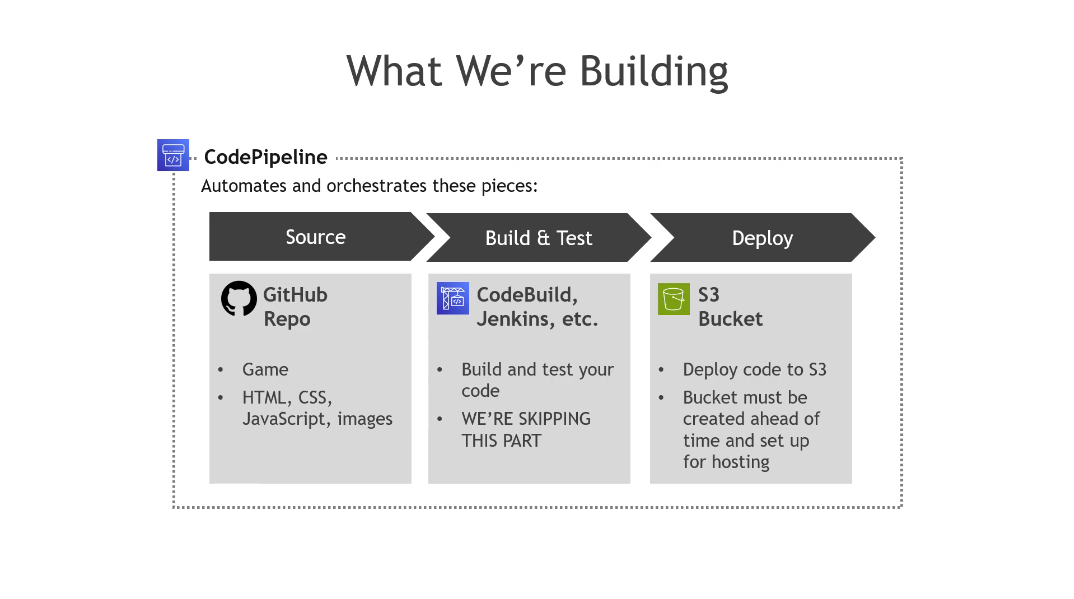 What We’re Building
CodePipeline
Automates and orchestrates these pieces:
Source
Build & Test
Deploy
GitHub
Repo
• Game
• HTML, CSS,
JavaScript, images
CodeBuild,
Jenkins, etc.
• Build and test your
code
• WE’RE SKIPPING
THIS PART
S3
Bucket
• Deploy code to S3
• Bucket must be
created ahead of
time and set up
for hosting